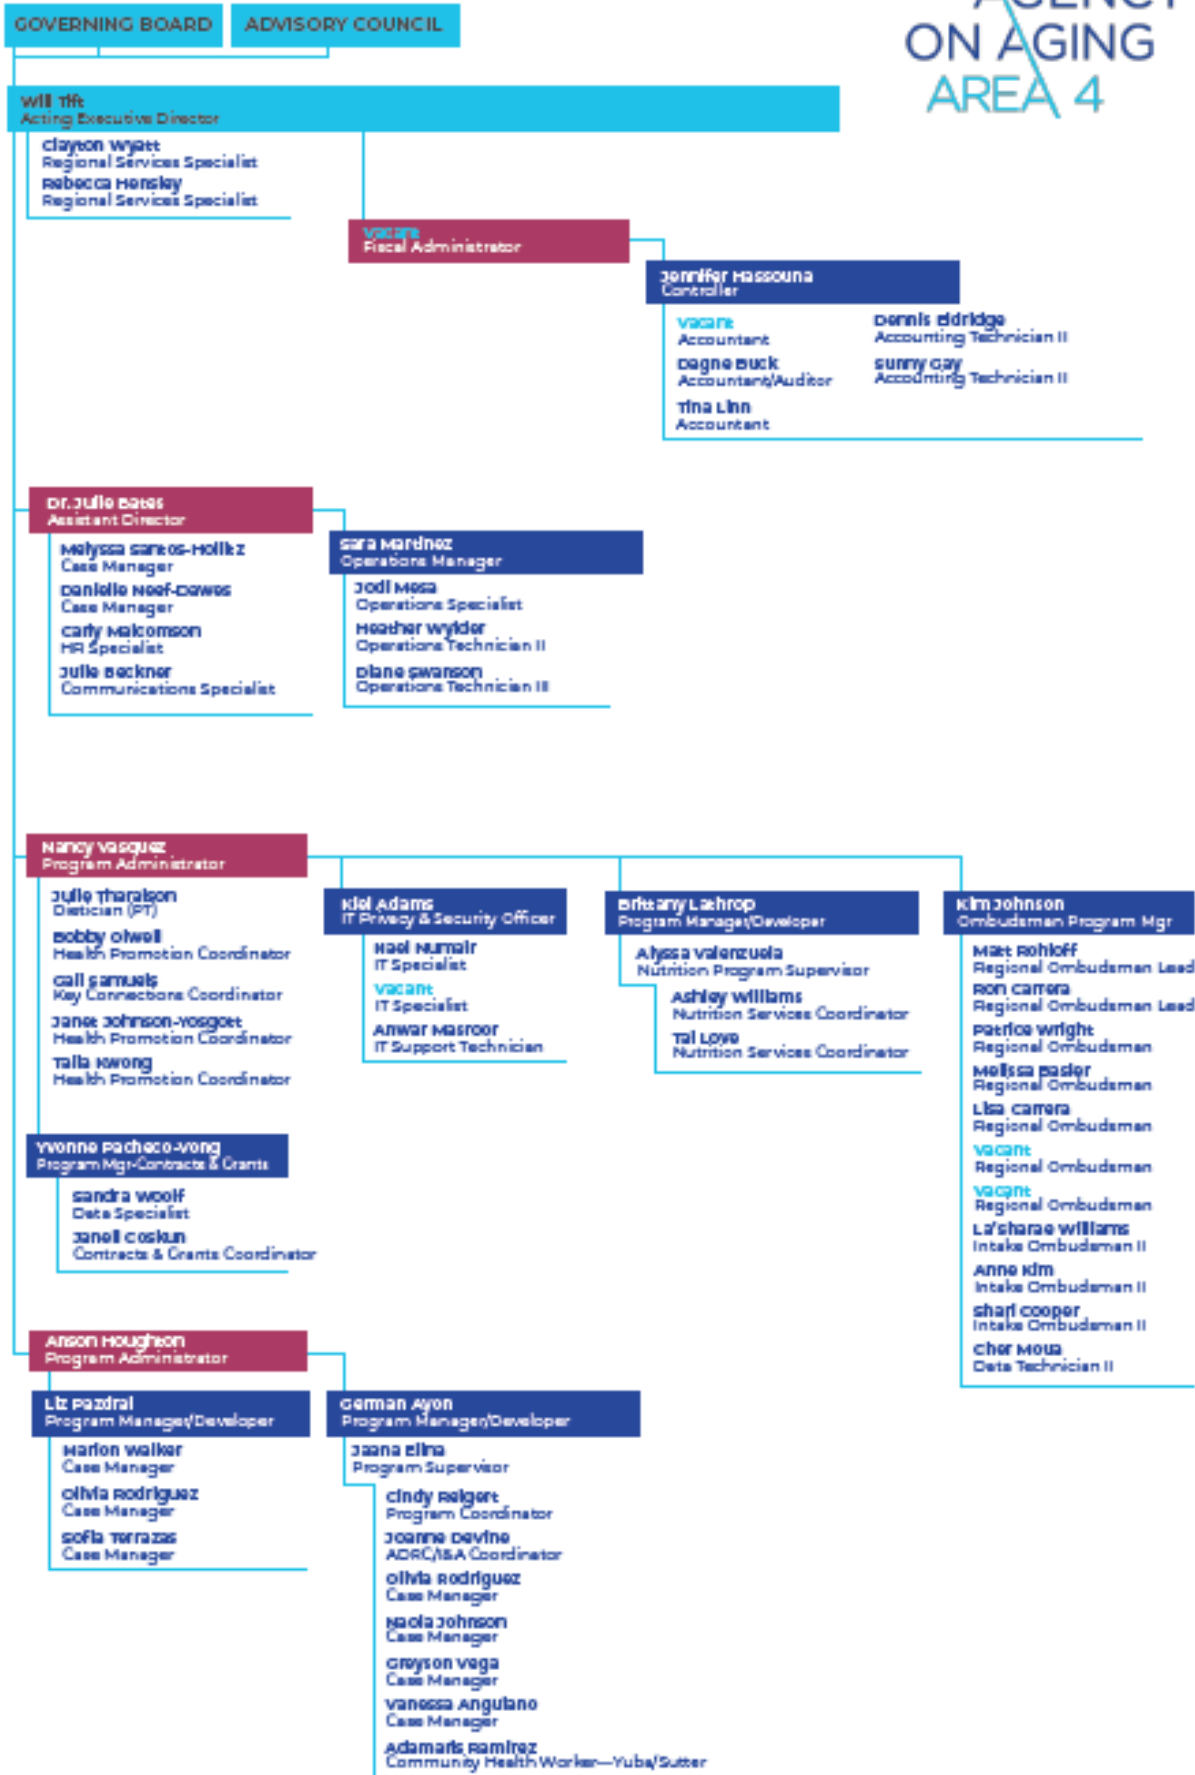 GOVERNING BOARD
ADVISORY COUNCIL
AGENCY
ON AGING
AREA 4
Will Tift
Acting Executive Director
Clayton Wyatt
Regional Services Specialist
Rebecca Hensley
Regional Services Specialist
Vacant
Fiscal Administrator
Jennifer Hassouna
Controller
Vacant
Accountant
Dagne Buck
Accountant/Auditor
Tina Linn
Accountant
Dennis Eldridge
Accounting Technician II
Sunny Gay
Accounting Technician II
Dr. Julie Bates
Assistant Director
Melyssa Santos-Hollitz
Case Manager
Danielle Neef-Dawes
Case Manager
Carly Malcomson
HR Specialist
Julie Beckner
Communications Specialist
Sara Martinez
Operations Manager
Jodi Mesa
Operations Specialist
Heather Wylder
Operations Technician II
Diane Swanson
Operations Technician III
Nancy Vasquez
Program Administrator
Julie Tharalson
Dietician (PT)
Bobby Olwell
Health Promotion Coordinator
Gail Samuels
Key Connections Coordinator
Janet Johnson-Yosgott
Health Promotion Coordinator
Talia Kwong
Health Promotion Coordinator
Kiel Adams
IT Privacy & Security Officer
Hael Numair
IT Specialist
Vacant
IT Specialist
Anwar Masroor
IT Support Technician
Brittany Lathrop
Program Manager/Developer
Alyssa Valenzuela
Nutrition Program Supervisor
Ashley Williams
Nutrition Services Coordinator
Tai Love
Nutrition Services Coordinator
Kim Johnson
Ombudsman Program Mgr
Matt Rohloff
Regional Ombudsman Lead
Ron Carrera
Regional Ombudsman Lead
Patrice Wright
Regional Ombudsman
Melissa Basler
Regional Ombudsman
Lisa Carrera
Regional Ombudsman
Vacant
Regional Ombudsman
Vacant
Regional Ombudsman
La'Sharae Williams
Intake Ombudsman II
Anne Kim
Intake Ombudsman II
Shari Cooper
Intake Ombudsman II
Cher Moua
Data Technician II
Yvonne Pacheco-Vong
Program Mgr-Contracts & Grants
Sandra Woolf
Data Specialist
Janell Coskun
Contracts & Grants Coordinator
Anson Houghton
Program Administrator
Liz Pazdral
Program Manager/Developer
Marlon Walker
Case Manager
Olivia Rodriguez
Case Manager
Sofia Terrazas
Case Manager
German Ayon
Program Manager/Developer
Jaana Elina
Program Supervisor
Cindy Reigert
Program Coordinator
Joanne Devine
ADRC/I&A Coordinator
Olivia Rodriguez
Case Manager
Naola Johnson
Case Manager
Greyson Vega
Case Manager
Vanessa Anguiano
Case Manager
Adamaris Ramirez
Community Health Worker—Yuba/Sutter